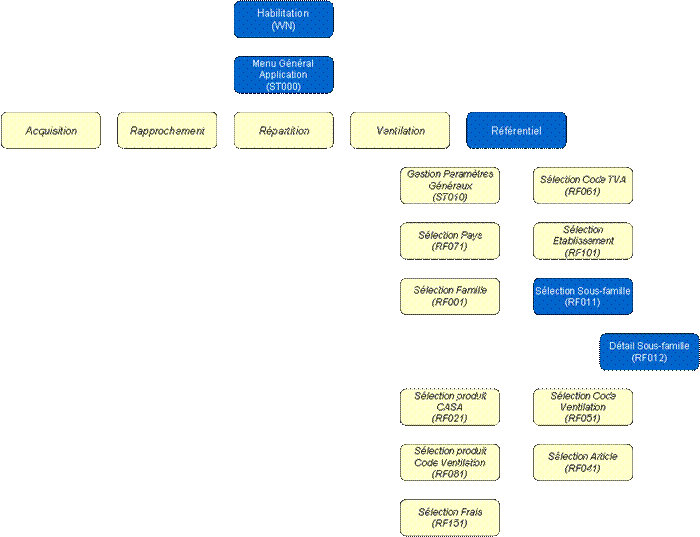 Habilitation
(WN)
Menu Général
Application
(ST000)
Acquisition
Rapprochement
Répartition
Ventilation
Référentiel
Gestion Paramètres
Généraux
(ST010)
Sélection Code TVA
(RF061)
Sélection Pays
(RF071)
Sélection
Etablissement
(RF101)
Sélection Famille
(RF001)
Sélection Sous-famille
(RF011)
Détail Sous-famille
(RF012)
Sélection produit
CASA
(RF021)
Sélection Code
Ventilation
(RF051)
Sélection produit
Code Ventilation
(RF081)
Sélection Article
(RF041)
Sélection Frais
(RF151)